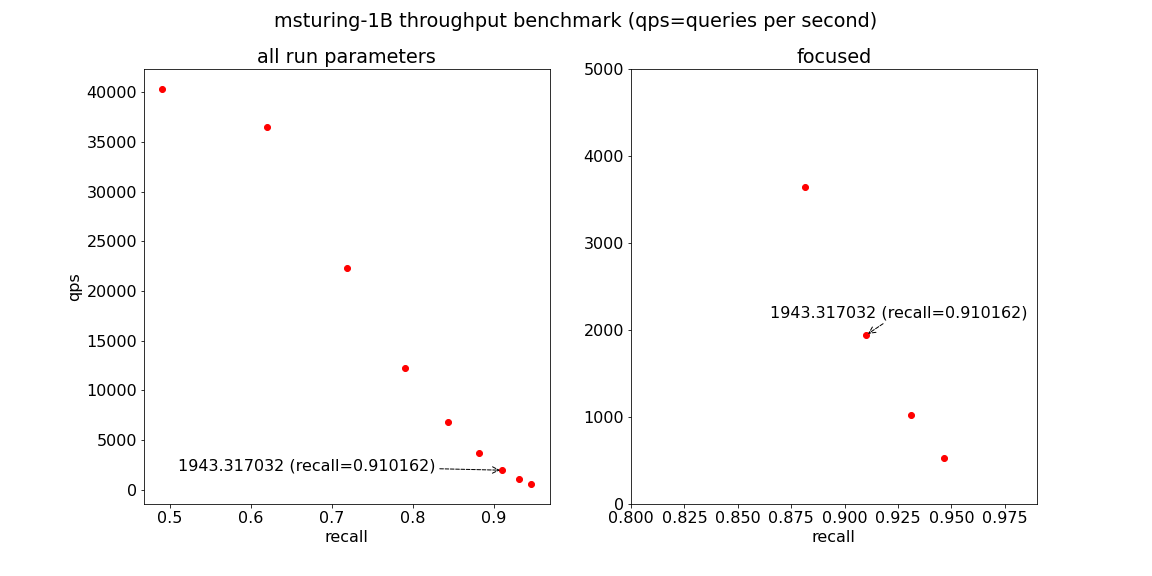 msturing-1B throughput benchmark (qps=queries per second)
all run parameters
40000
35000
30000
25000
20000
15000
10000
5000
0
qps
1943.317032 (recall=0.910162)
0.5 0.6 0.7 0.8 0.9
recall
focused
5000
4000
3000
2000
1000
0
1943.317032 (recall=0.910162)
0.800 0.825 0.850 0.875 0.900 0.925 0.950 0.975
recall